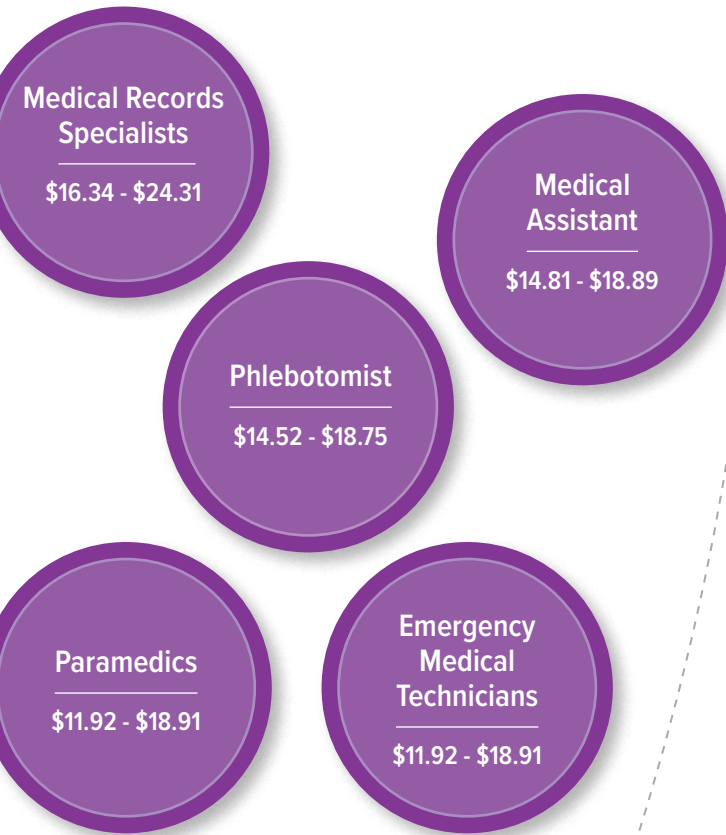 Medical Records
Specialists
$16.34 - $24.31
Medical
Assistant
$14.81 - $18.89
Phlebotomist
$14.52 - $18.75
Paramedics
$11.92 - $18.91
Emergency
Medical
Technicians
$11.92 - $18.91